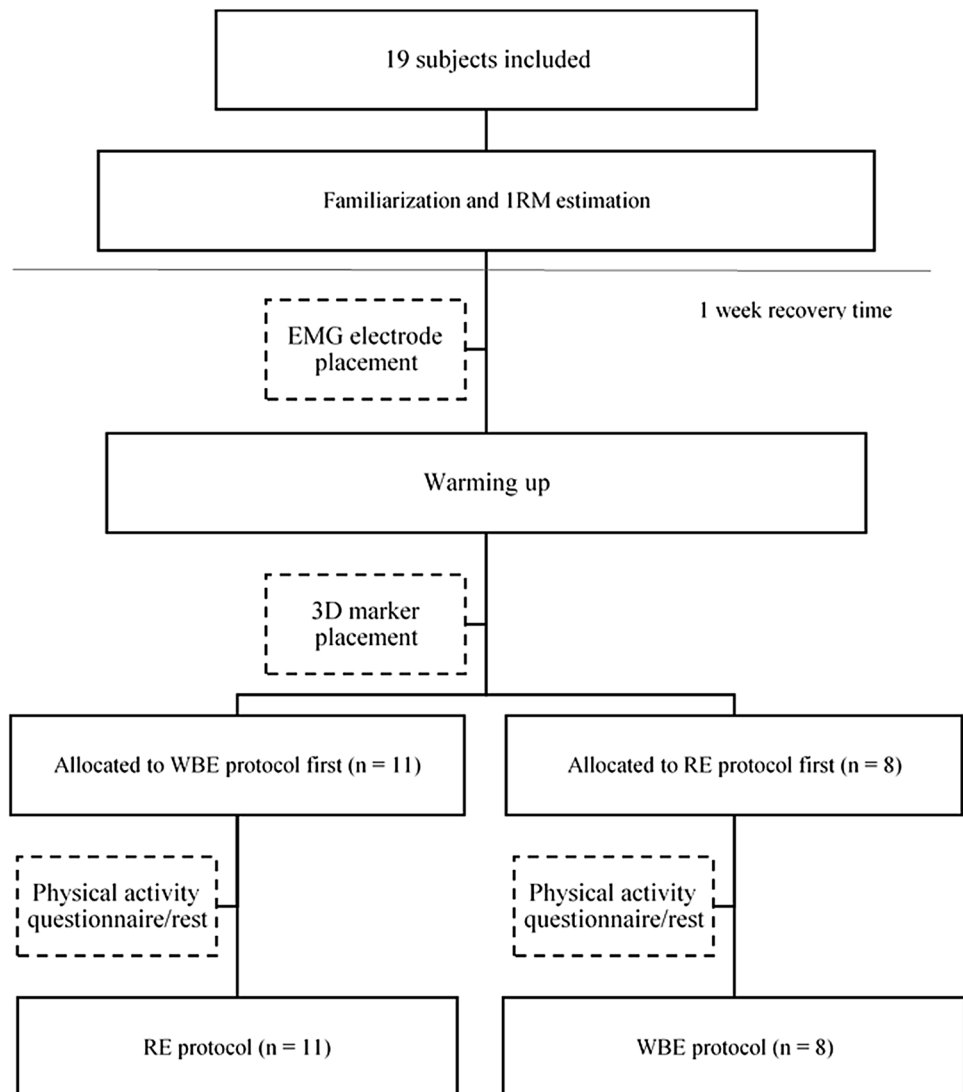 19 subjects included
Familiarization and 1RM estimation
1 week recovery time
EMG electrode
placement
Warming up
3D marker
placement
Allocated to WBE protocol first (n = 11)
Allocated to RE protocol first (n = 8)
Physical activity
questionnaire/rest
Physical activity
questionnaire/rest
RE protocol (n = 11)
WBE protocol (n = 8)